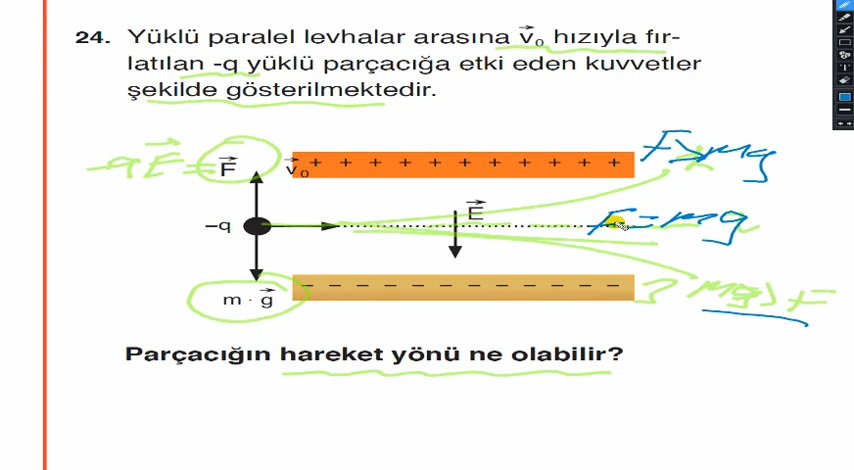 24. Yüklü paralel levhalar arasına v₀ hızıyla fır-
latılan -q yüklü parçacığa etki eden kuvvetler
şekilde gösterilmektedir.
F > mg
-qE = F
v₀ + + + + + + + + + + +
E
-q
F = mg
m · g
- - - - - - - - - - -
mg > F
Parçacığın hareket yönü ne olabilir?